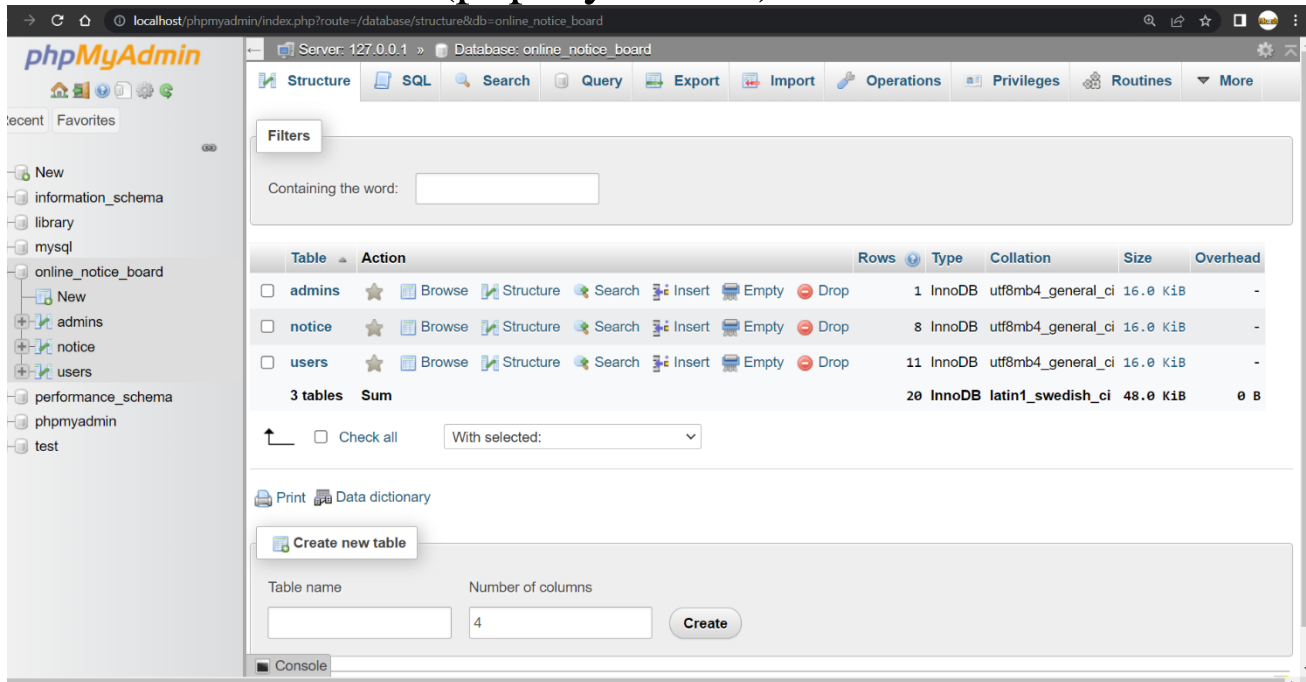 localhost/phpmyadmin/index.php?route=/database/structure&db=online_notice_board
phpMyAdmin
Favorites
New
information_schema
library
mysql
online_notice_board
New
admins
notice
users
performance_schema
phpmyadmin
test
Server: 127.0.0.1 » Database: online_notice_board
Structure SQL Search Query Export Import Operations Privileges Routines More
Filters
Containing the word:
Table Action Rows Type Collation Size Overhead
admins Browse Structure Search Insert Empty Drop 1 InnoDB utf8mb4_general_ci 16.0 KiB -
notice Browse Structure Search Insert Empty Drop 8 InnoDB utf8mb4_general_ci 16.0 KiB -
users Browse Structure Search Insert Empty Drop 11 InnoDB utf8mb4_general_ci 16.0 KiB -
3 tables Sum 20 InnoDB latin1_swedish_ci 48.0 KiB 0 B
Check all With selected:
Print Data dictionary
Create new table
Table name Number of columns
4 Create
Console